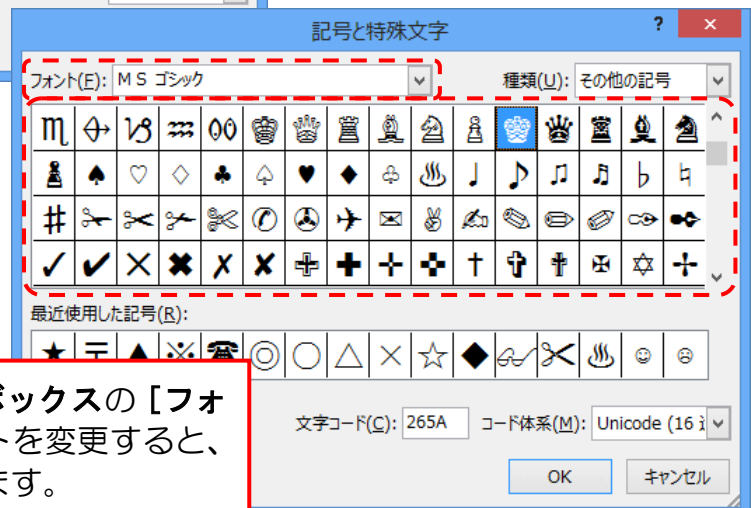 記号と特殊文字 ? ×
フォント(F): ＭＳ ゴシック 種類(U): その他の記号
♏ ♐ ♑ ♒ ♓ ♔ ♕ ♖ ♗ ♘ ♙ ♚ ♛ ♜ ♝ ♞
♟ ♠ ♡ ♢ ♣ ♤ ♥ ♦ ♧ ♨ ♩ ♪ ♫ ♬ ♭ ♮
♯ ✁ ✂ ✃ ✄ ✆ ✇ ✈ ✉ ✌ ✍ ✎ ✏ ✐ ✑ ✒
✓ ✔ ✕ ✖ ✗ ✘ ✙ ✚ ✛ ✜ † ✞ ✟ ✠ ✡ ✢
最近使用した記号(R):
★ 〒 ▲ ※ ☎ ◎ ○ △ × ☆ ◆ 👓 ✂ ♨ ☺ ☹
ボックスの［フォ
トを変更すると、
ます。
文字コード(C): 265A コード体系(M): Unicode (16
OK キャンセル